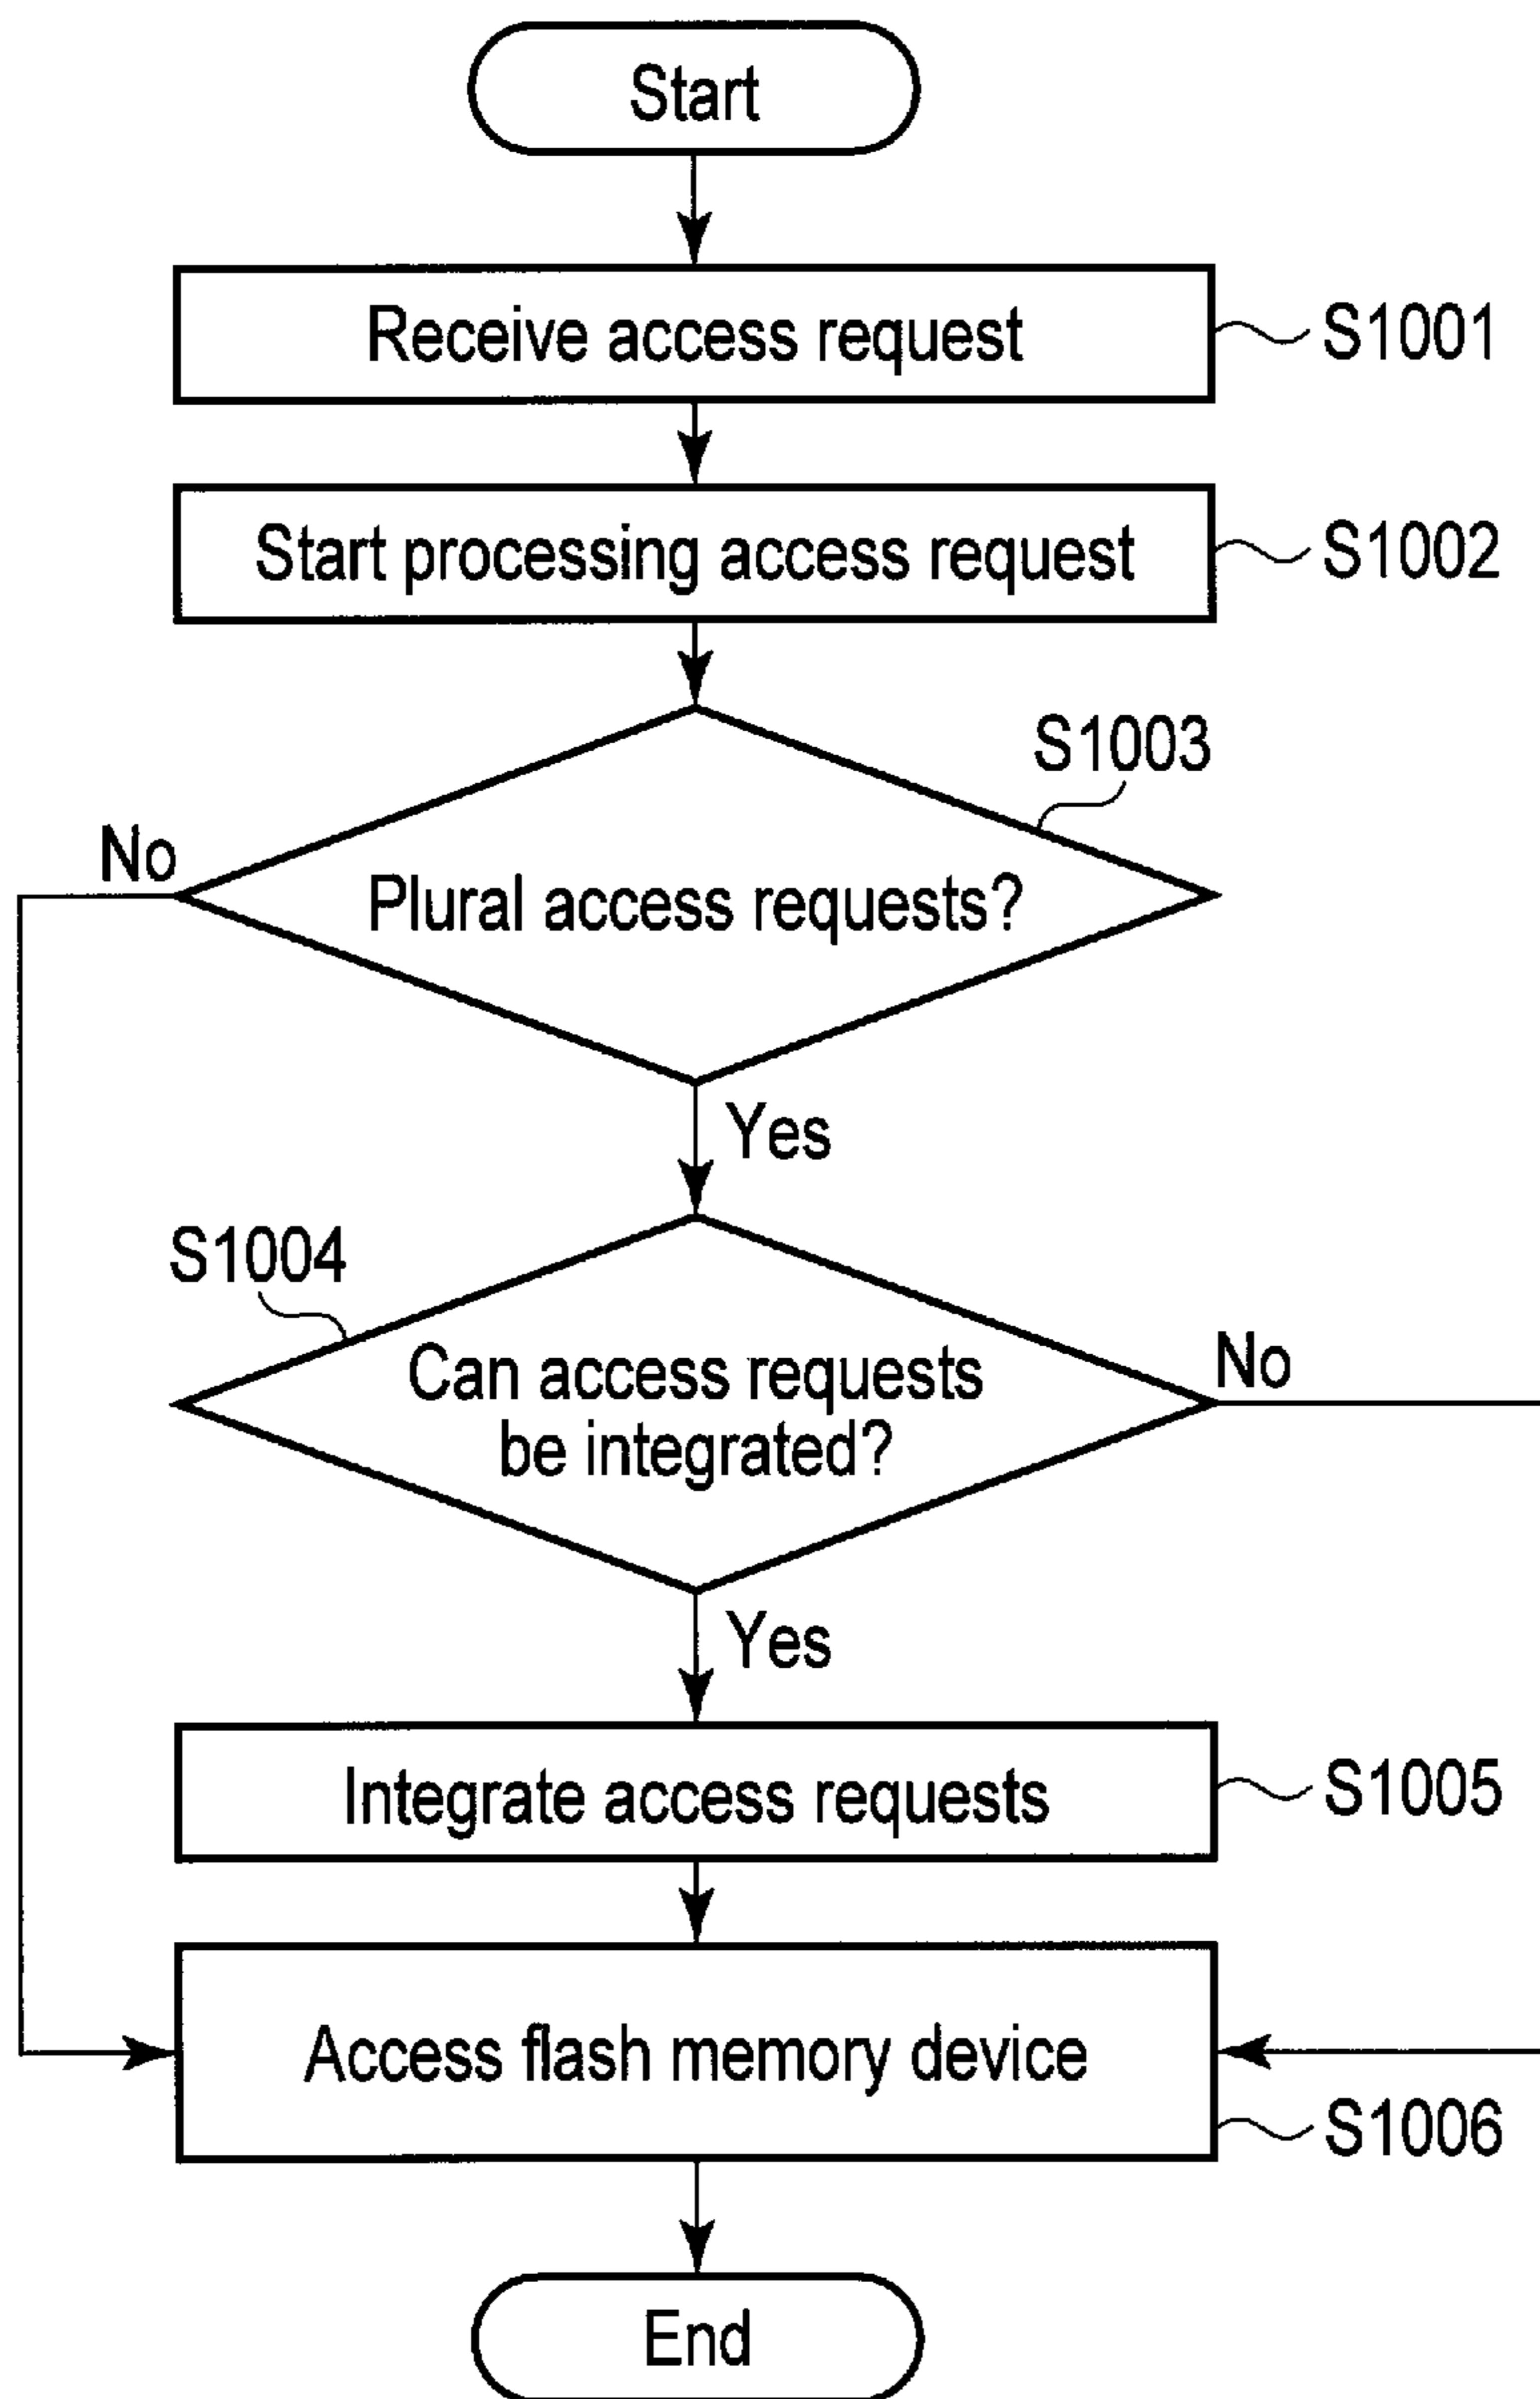 Start
Receive access request
S1001
Start processing access request
S1002
S1003
No
Plural access requests?
Yes
S1004
Can access requests
be integrated?
No
Yes
Integrate access requests
S1005
Access flash memory device
S1006
End